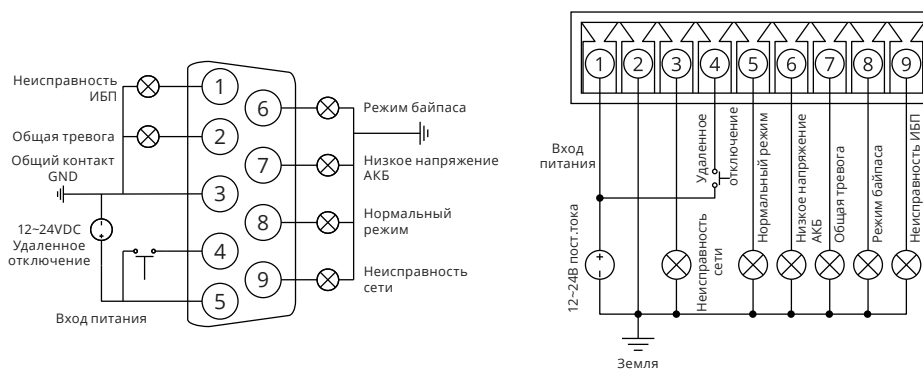 Неисправность
ИБП
Общая тревога
Общий контакт
GND
12~24VDC
Удаленное
отключение
Вход питания
1
2
3
4
5
6
7
8
9
Режим байпаса
Низкое напряжение
АКБ
Нормальный
режим
Неисправность
сети
1
2
3
4
5
6
7
8
9
Вход
питания
12~24В пост.тока
Неисправность
сети
Удаленное
отключение
Нормальный режим
Низкое напряжение
АКБ
Общая тревога
Режим байпаса
Неисправность ИБП
Земля